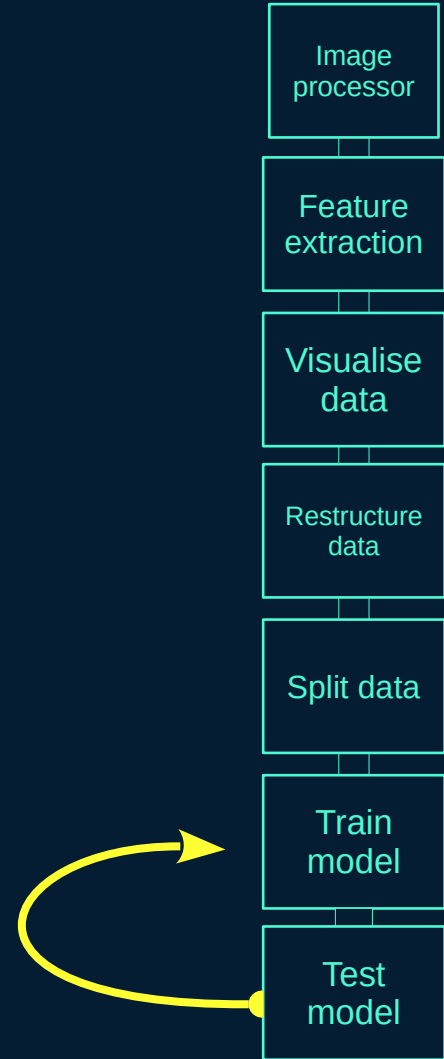 Image
processor
Feature
extraction
Visualise
data
Restructure
data
Split data
Train
model
Test
model